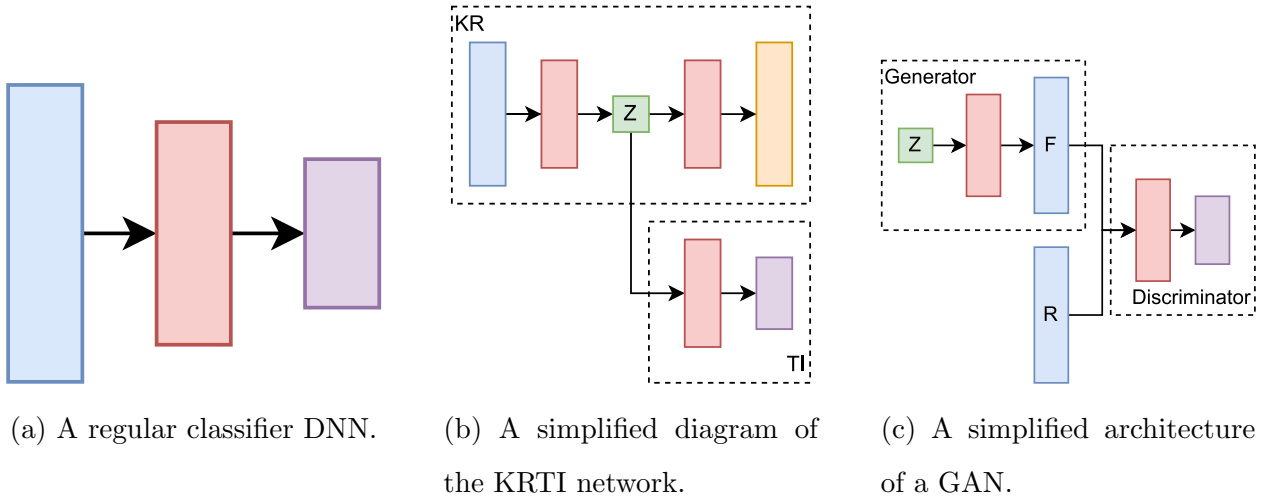 KR
Z
TI
Generator
Z
F
R
Discriminator
(a) A regular classifier DNN.
(b) A simplified diagram of
the KRTI network.
(c) A simplified architecture
of a GAN.